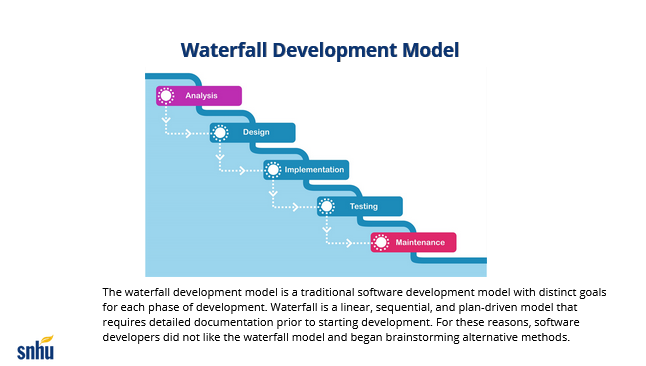 Waterfall Development Model
Analysis
Design
Implementation
Testing
Maintenance
The waterfall development model is a traditional software development model with distinct goals
for each phase of development. Waterfall is a linear, sequential, and plan-driven model that
requires detailed documentation prior to starting development. For these reasons, software
developers did not like the waterfall model and began brainstorming alternative methods.
snhu